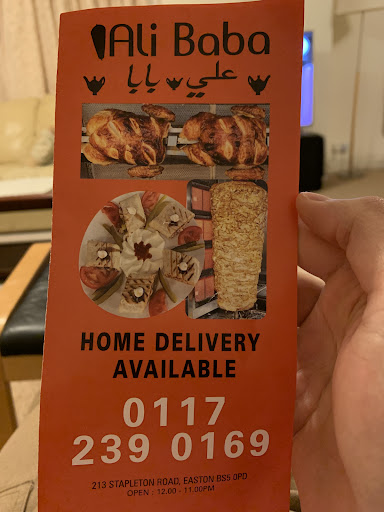 Ali Baba
علي بابا
HOME DELIVERY
AVAILABLE
0117
239 0169
213 STAPLETON ROAD, EASTON BS5 0PD
OPEN : 12.00 - 11.00PM